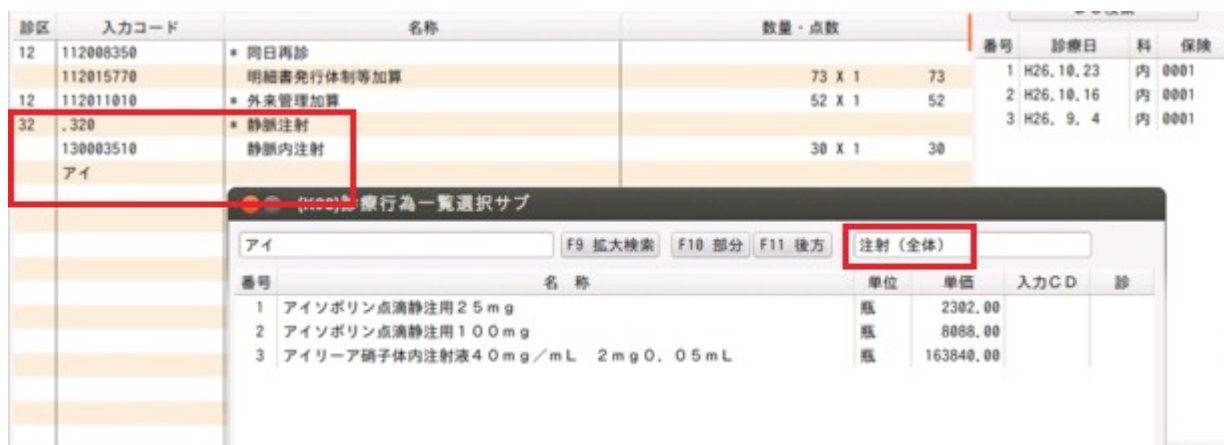 診区 入力コード 名称 数量・点数
12 112008350 * 同日再診
112015770 明細書発行体制等加算 73 X 1 73
12 112011010 * 外来管理加算 52 X 1 52
32 .320 * 静脈注射
130003510 静脈内注射 30 X 1 30
アイ
番号 診療日 科 保険
1 H26.10.23 内 0001
2 H26.10.16 内 0001
3 H26. 9. 4 内 0001
診療行為一覧選択サブ
アイ F9 拡大検索 F10 部分 F11 後方 注射(全体)
番号 名 称 単位 単価 入力CD 診
1 アイソボリン点滴静注用25mg 瓶 2302.00
2 アイソボリン点滴静注用100mg 瓶 8088.00
3 アイリーア硝子体内注射液40mg/mL 2mg0.05mL 瓶 163840.00